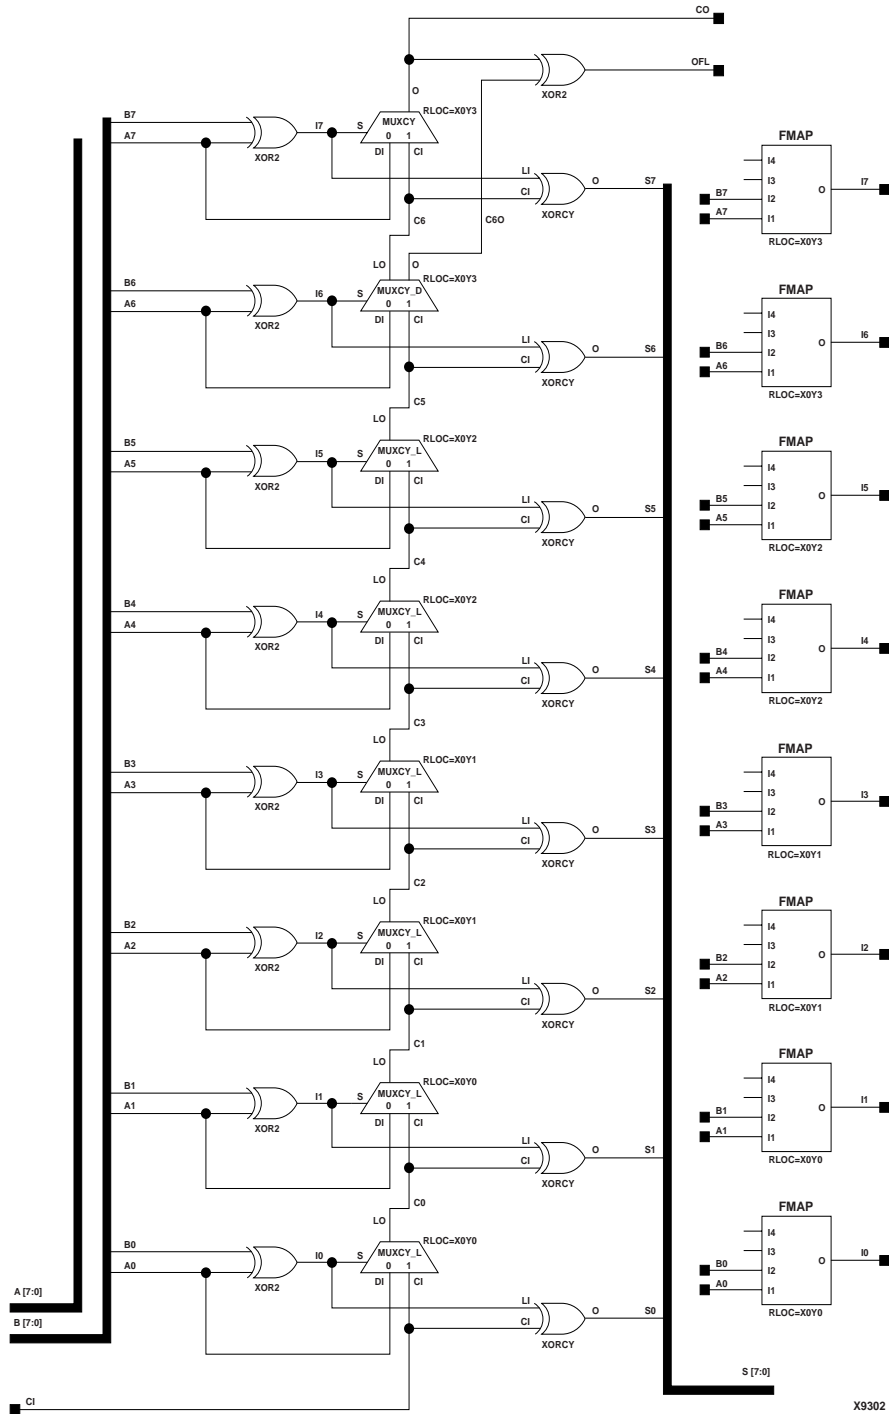 CO
OFL
XOR2
O
B7
A7
XOR2
I7
S
MUXCY
0 1
RLOC=X0Y3
DI
CI
LI
CI
XORCY
O
S7
C6
C6O
LO
O
B6
A6
XOR2
I6
S
MUXCY_D
0 1
RLOC=X0Y3
DI
CI
LI
CI
XORCY
O
S6
C5
LO
B5
A5
XOR2
I5
S
MUXCY_L
0 1
RLOC=X0Y2
DI
CI
LI
CI
XORCY
O
S5
C4
LO
B4
A4
XOR2
I4
S
MUXCY_L
0 1
RLOC=X0Y2
DI
CI
LI
CI
XORCY
O
S4
C3
LO
B3
A3
XOR2
I3
S
MUXCY_L
0 1
RLOC=X0Y1
DI
CI
LI
CI
XORCY
O
S3
C2
LO
B2
A2
XOR2
I2
S
MUXCY_L
0 1
RLOC=X0Y1
DI
CI
LI
CI
XORCY
O
S2
C1
LO
B1
A1
XOR2
I1
S
MUXCY_L
0 1
RLOC=X0Y0
DI
CI
LI
CI
XORCY
O
S1
C0
LO
B0
A0
XOR2
I0
S
MUXCY_L
0 1
RLOC=X0Y0
DI
CI
LI
CI
XORCY
O
S0
A [7:0]
B [7:0]
CI
S [7:0]
FMAP
I4
I3
B7 I2
A7 I1
O
I7
RLOC=X0Y3
FMAP
I4
I3
B6 I2
A6 I1
O
I6
RLOC=X0Y3
FMAP
I4
I3
B5 I2
A5 I1
O
I5
RLOC=X0Y2
FMAP
I4
I3
B4 I2
A4 I1
O
I4
RLOC=X0Y2
FMAP
I4
I3
B3 I2
A3 I1
O
I3
RLOC=X0Y1
FMAP
I4
I3
B2 I2
A2 I1
O
I2
RLOC=X0Y1
FMAP
I4
I3
B1 I2
A1 I1
O
I1
RLOC=X0Y0
FMAP
I4
I3
B0 I2
A0 I1
O
I0
RLOC=X0Y0
X9302